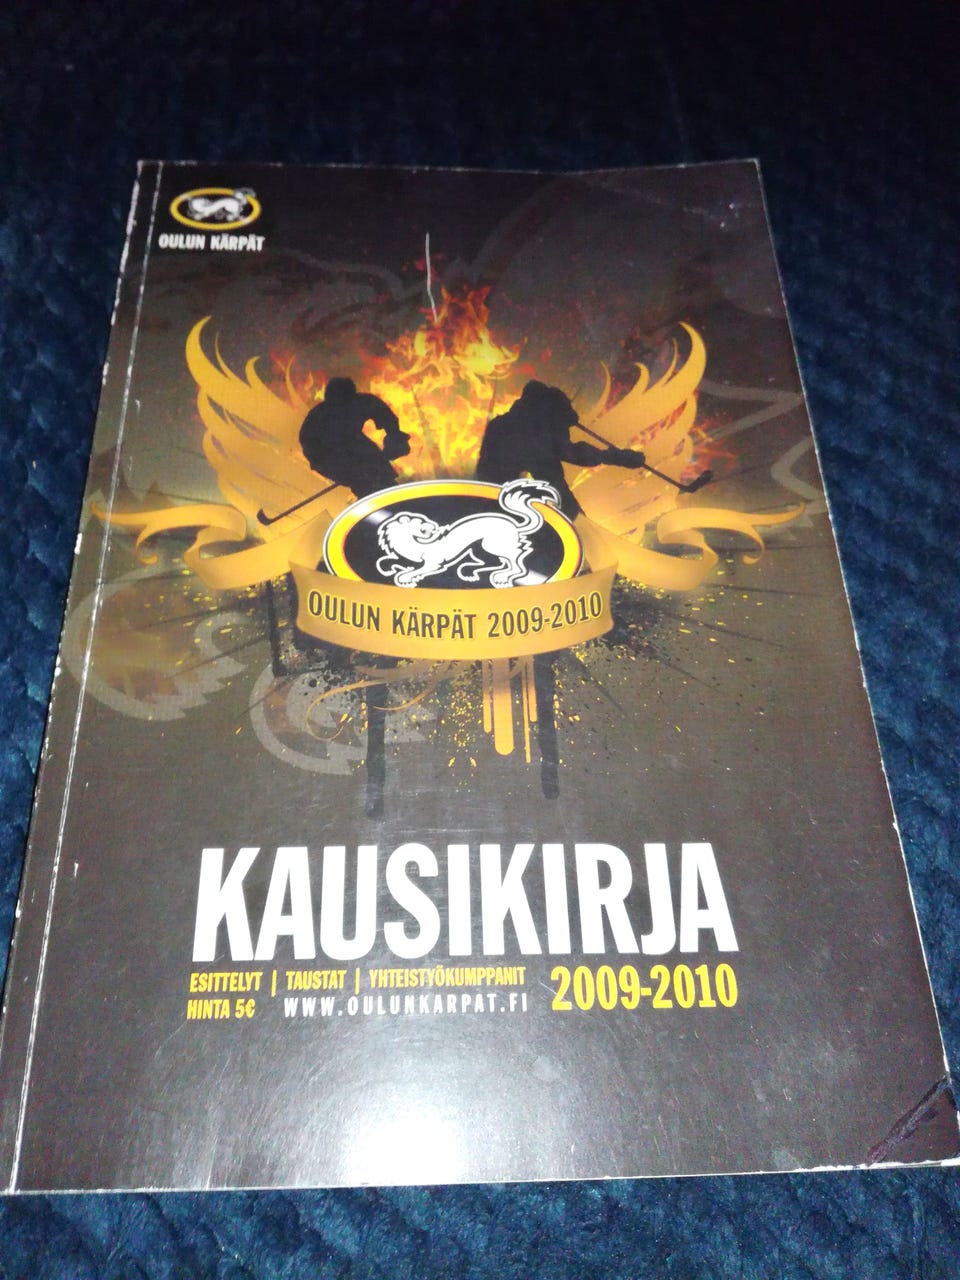 OULUN KÄRPÄT
OULUN KÄRPÄT 2009-2010
KAUSIKIRJA
ESITTELYT | TAUSTAT | YHTEISTYÖKUMPPANIT
HINTA 5€ WWW.OULUNKARPAT.FI
2009-2010